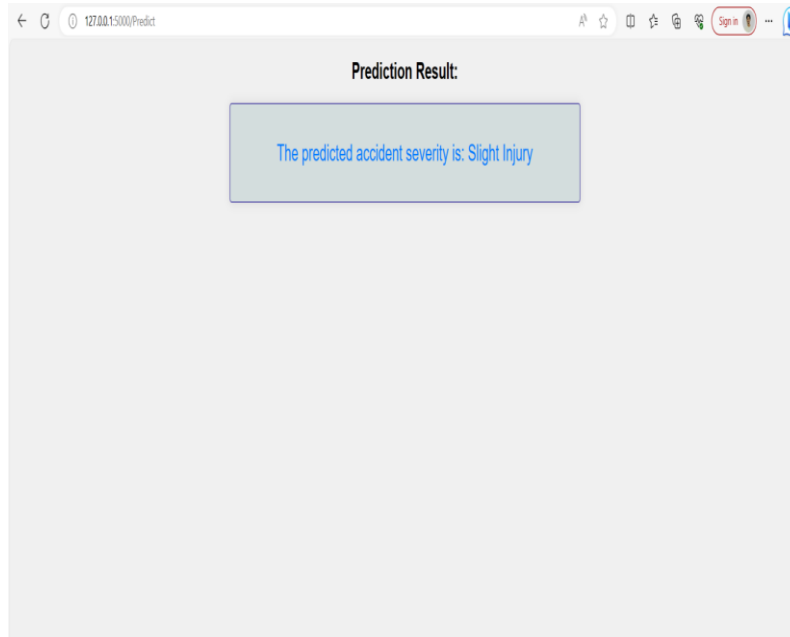 127.0.0.1:5000/Predict
Sign in
Prediction Result:
The predicted accident severity is: Slight Injury